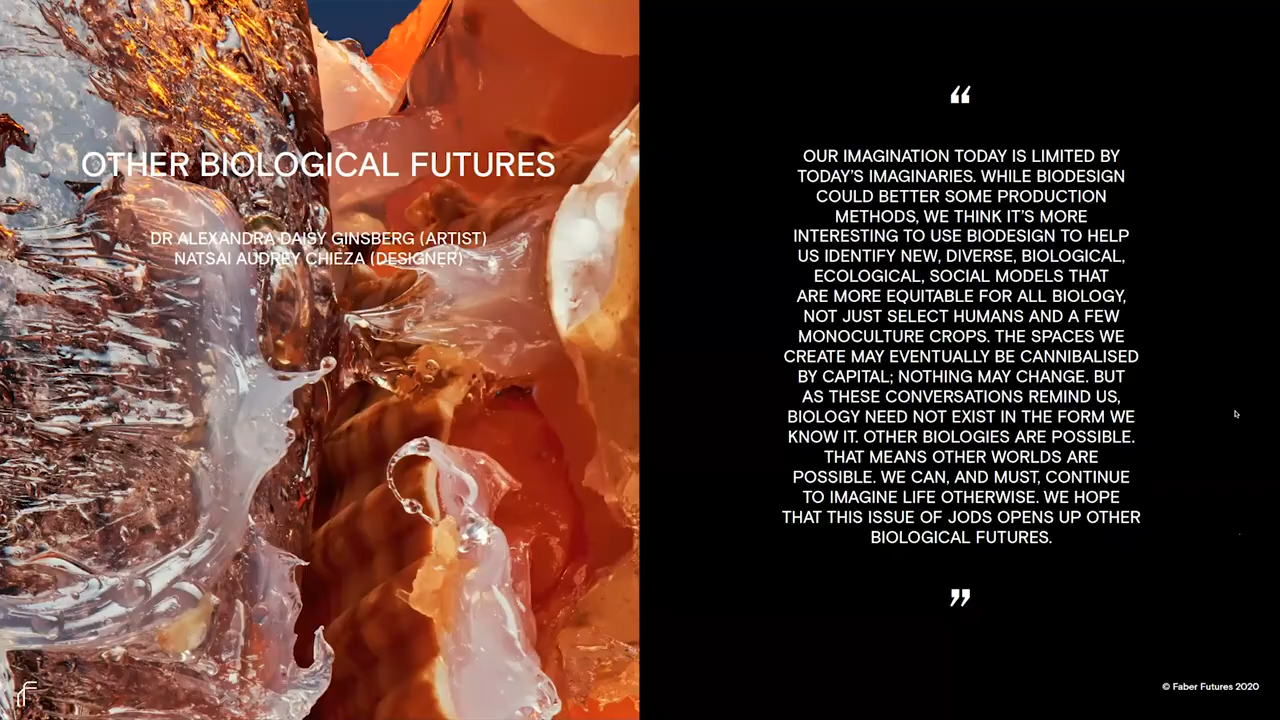 OTHER BIOLOGICAL FUTURES
DR ALEXANDRA DAISY GINSBERG (ARTIST)
NATSAI AUDREY CHIEZA (DESIGNER)
“
OUR IMAGINATION TODAY IS LIMITED BY
TODAY’S IMAGINARIES. WHILE BIODESIGN
COULD BETTER SOME PRODUCTION
METHODS, WE THINK IT’S MORE
INTERESTING TO USE BIODESIGN TO HELP
US IDENTIFY NEW, DIVERSE, BIOLOGICAL,
ECOLOGICAL, SOCIAL MODELS THAT
ARE MORE EQUITABLE FOR ALL BIOLOGY,
NOT JUST SELECT HUMANS AND A FEW
MONOCULTURE CROPS. THE SPACES WE
CREATE MAY EVENTUALLY BE CANNIBALISED
BY CAPITAL; NOTHING MAY CHANGE. BUT
AS THESE CONVERSATIONS REMIND US,
BIOLOGY NEED NOT EXIST IN THE FORM WE
KNOW IT. OTHER BIOLOGIES ARE POSSIBLE.
THAT MEANS OTHER WORLDS ARE
POSSIBLE. WE CAN, AND MUST, CONTINUE
TO IMAGINE LIFE OTHERWISE. WE HOPE
THAT THIS ISSUE OF JODS OPENS UP OTHER
BIOLOGICAL FUTURES.
”
© Faber Futures 2020